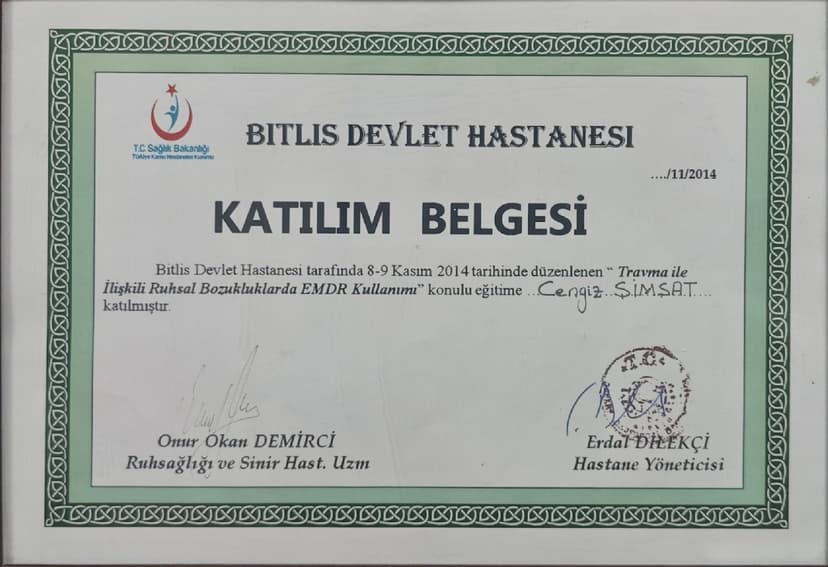 T.C. Sağlık Bakanlığı
Türkiye Kamu Hastaneleri Kurumu
BITLIS DEVLET HASTANESI
..../11/2014
KATILIM BELGESİ
Bitlis Devlet Hastanesi tarafında 8-9 Kasım 2014 tarihinde düzenlenen “ Travma ile
İlişkili Ruhsal Bozukluklarda EMDR Kullanımı” konulu eğitime ...Cengiz..ŞİMŞAT....
katılmıştır.
T.C.
Onur Okan DEMİRCİ
Ruhsağlığı ve Sinir Hast. Uzm
Erdal DİLEKÇİ
Hastane Yöneticisi